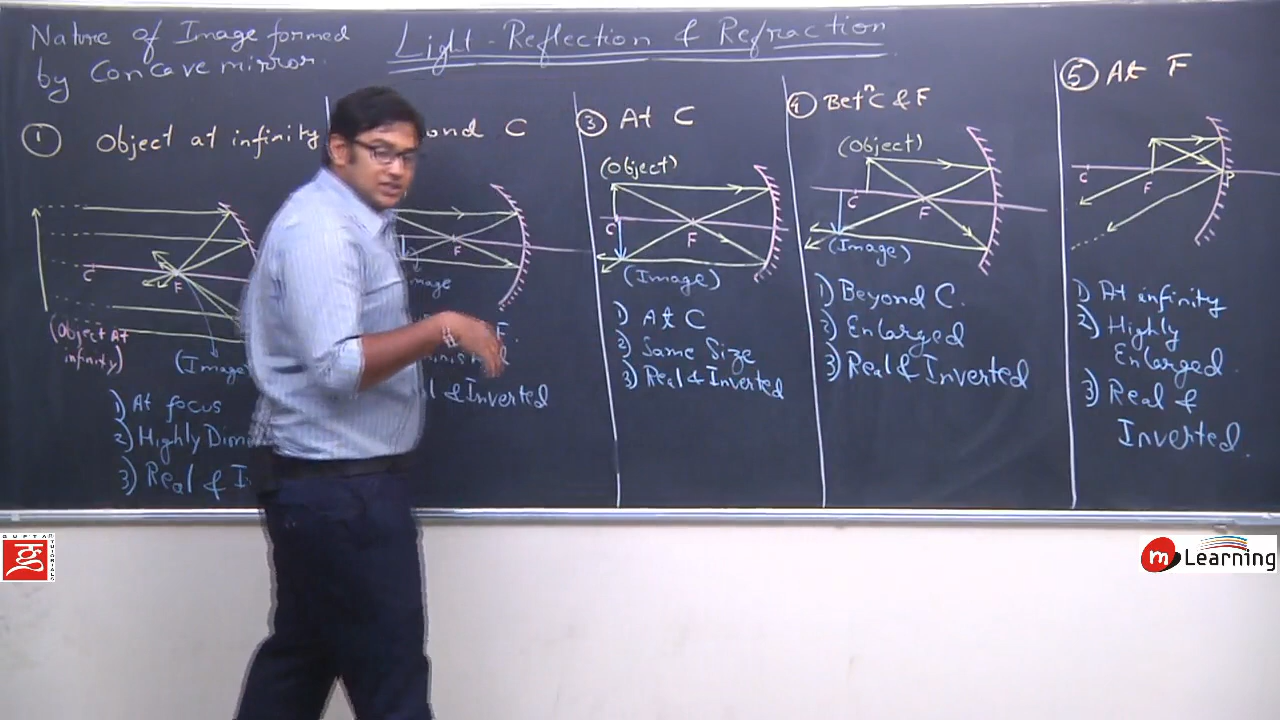 Nature of Image formed
by Concave mirror.
Light - Reflection & Refraction
① Object at infinity
C
F
(Object At
infinity)
1) At focus
2) Highly
3) Real &
C
F
F.
& Inverted
③ At C
(Object)
C
F
(Image)
1) At C
2) Same Size
3) Real & Inverted
④ Betⁿ C & F
(Object)
C
F
(Image)
1) Beyond C.
2) Enlarged
3) Real & Inverted
⑤ At F
C
F
P
1) At infinity
2) Highly
Enlarged.
3) Real &
Inverted.
GUPTA
TUTORIALS
m Learning